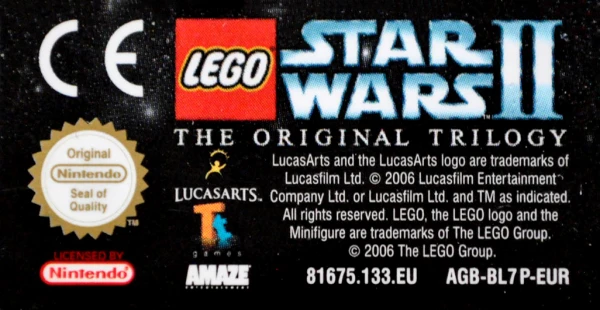 CE
LEGO
STAR
WARS II
™
THE ORIGINAL TRILOGY
Original
Nintendo
Seal of
Quality
TM
LICENSED BY
Nintendo
LUCASARTS™
TT
games
AMAZE
ENTERTAINMENT
LucasArts and the LucasArts logo are trademarks of
Lucasfilm Ltd. © 2006 Lucasfilm Entertainment
Company Ltd. or Lucasfilm Ltd. and TM as indicated.
All rights reserved. LEGO, the LEGO logo and the
Minifigure are trademarks of The LEGO Group.
© 2006 The LEGO Group.
81675.133.EU AGB-BL7P-EUR